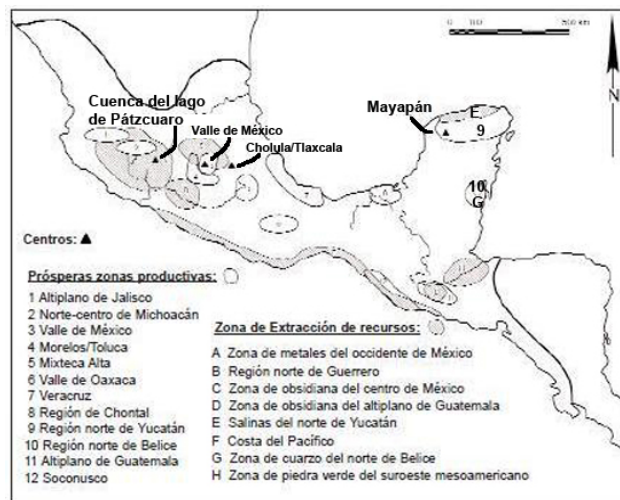 0 100 500 km
N
Cuenca del lago
de Pátzcuaro
Valle de México
Cholula/Tlaxcala
Mayapán
E
9
10
G
Centros: ▲
Prósperas zonas productivas:
1 Altiplano de Jalisco
2 Norte-centro de Michoacán
3 Valle de México
4 Morelos/Toluca
5 Mixteca Alta
6 Valle de Oaxaca
7 Veracruz
8 Región de Chontal
9 Región norte de Yucatán
10 Región norte de Belice
11 Altiplano de Guatemala
12 Soconusco
Zona de Extracción de recursos:
A Zona de metales del occidente de México
B Región norte de Guerrero
C Zona de obsidiana del centro de México
D Zona de obsidiana del altiplano de Guatemala
E Salinas del norte de Yucatán
F Costa del Pacífico
G Zona de cuarzo del norte de Belice
H Zona de piedra verde del suroeste mesoamericano